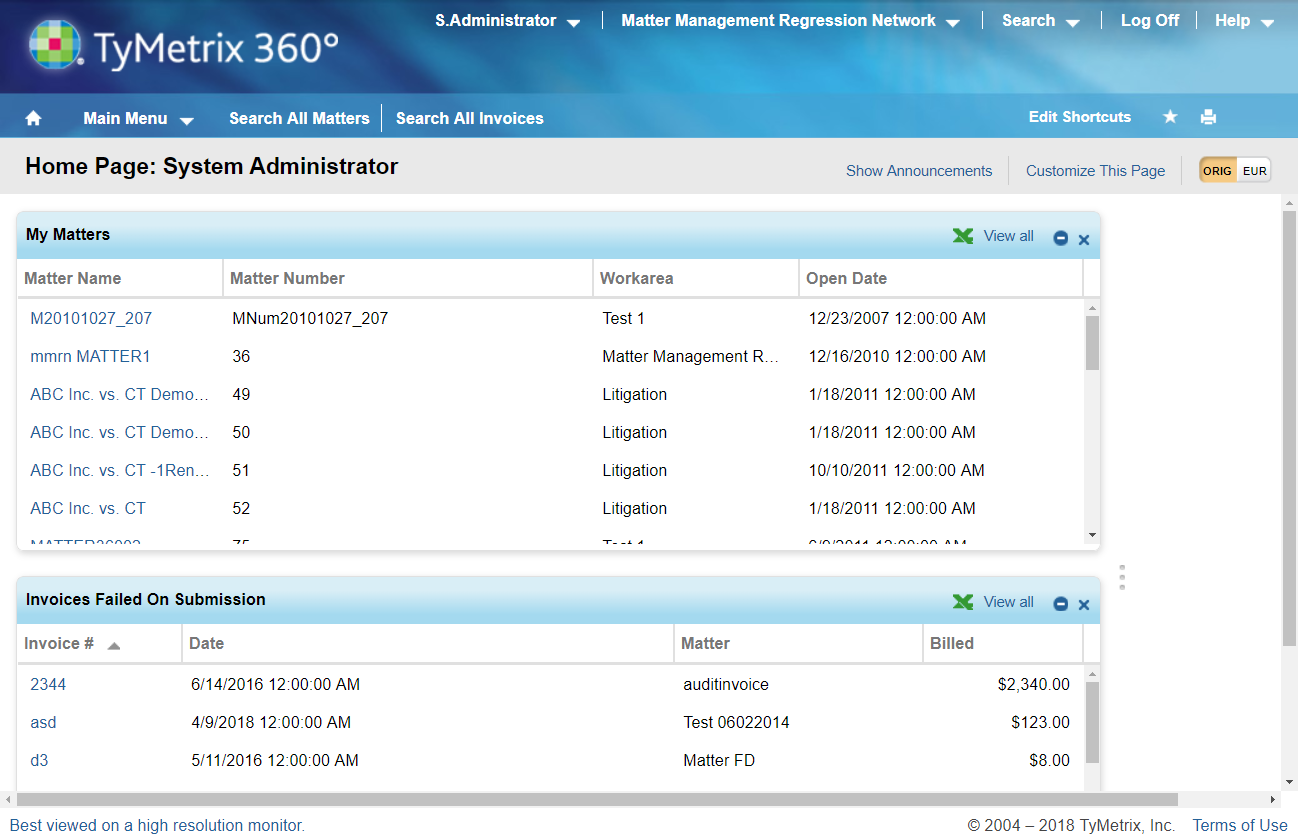 S.Administrator Matter Management Regression Network Search Log Off Help
TyMetrix 360°
Main Menu Search All Matters Search All Invoices Edit Shortcuts
Home Page: System Administrator Show Announcements Customize This Page ORIG EUR
My Matters View all
Matter Name Matter Number Workarea Open Date
M20101027_207 MNum20101027_207 Test 1 12/23/2007 12:00:00 AM
mmrn MATTER1 36 Matter Management R... 12/16/2010 12:00:00 AM
ABC Inc. vs. CT Demo... 49 Litigation 1/18/2011 12:00:00 AM
ABC Inc. vs. CT Demo... 50 Litigation 1/18/2011 12:00:00 AM
ABC Inc. vs. CT -1Ren... 51 Litigation 10/10/2011 12:00:00 AM
ABC Inc. vs. CT 52 Litigation 1/18/2011 12:00:00 AM
Invoices Failed On Submission View all
Invoice # Date Matter Billed
2344 6/14/2016 12:00:00 AM auditinvoice $2,340.00
asd 4/9/2018 12:00:00 AM Test 06022014 $123.00
d3 5/11/2016 12:00:00 AM Matter FD $8.00
Best viewed on a high resolution monitor. © 2004 – 2018 TyMetrix, Inc. Terms of Use